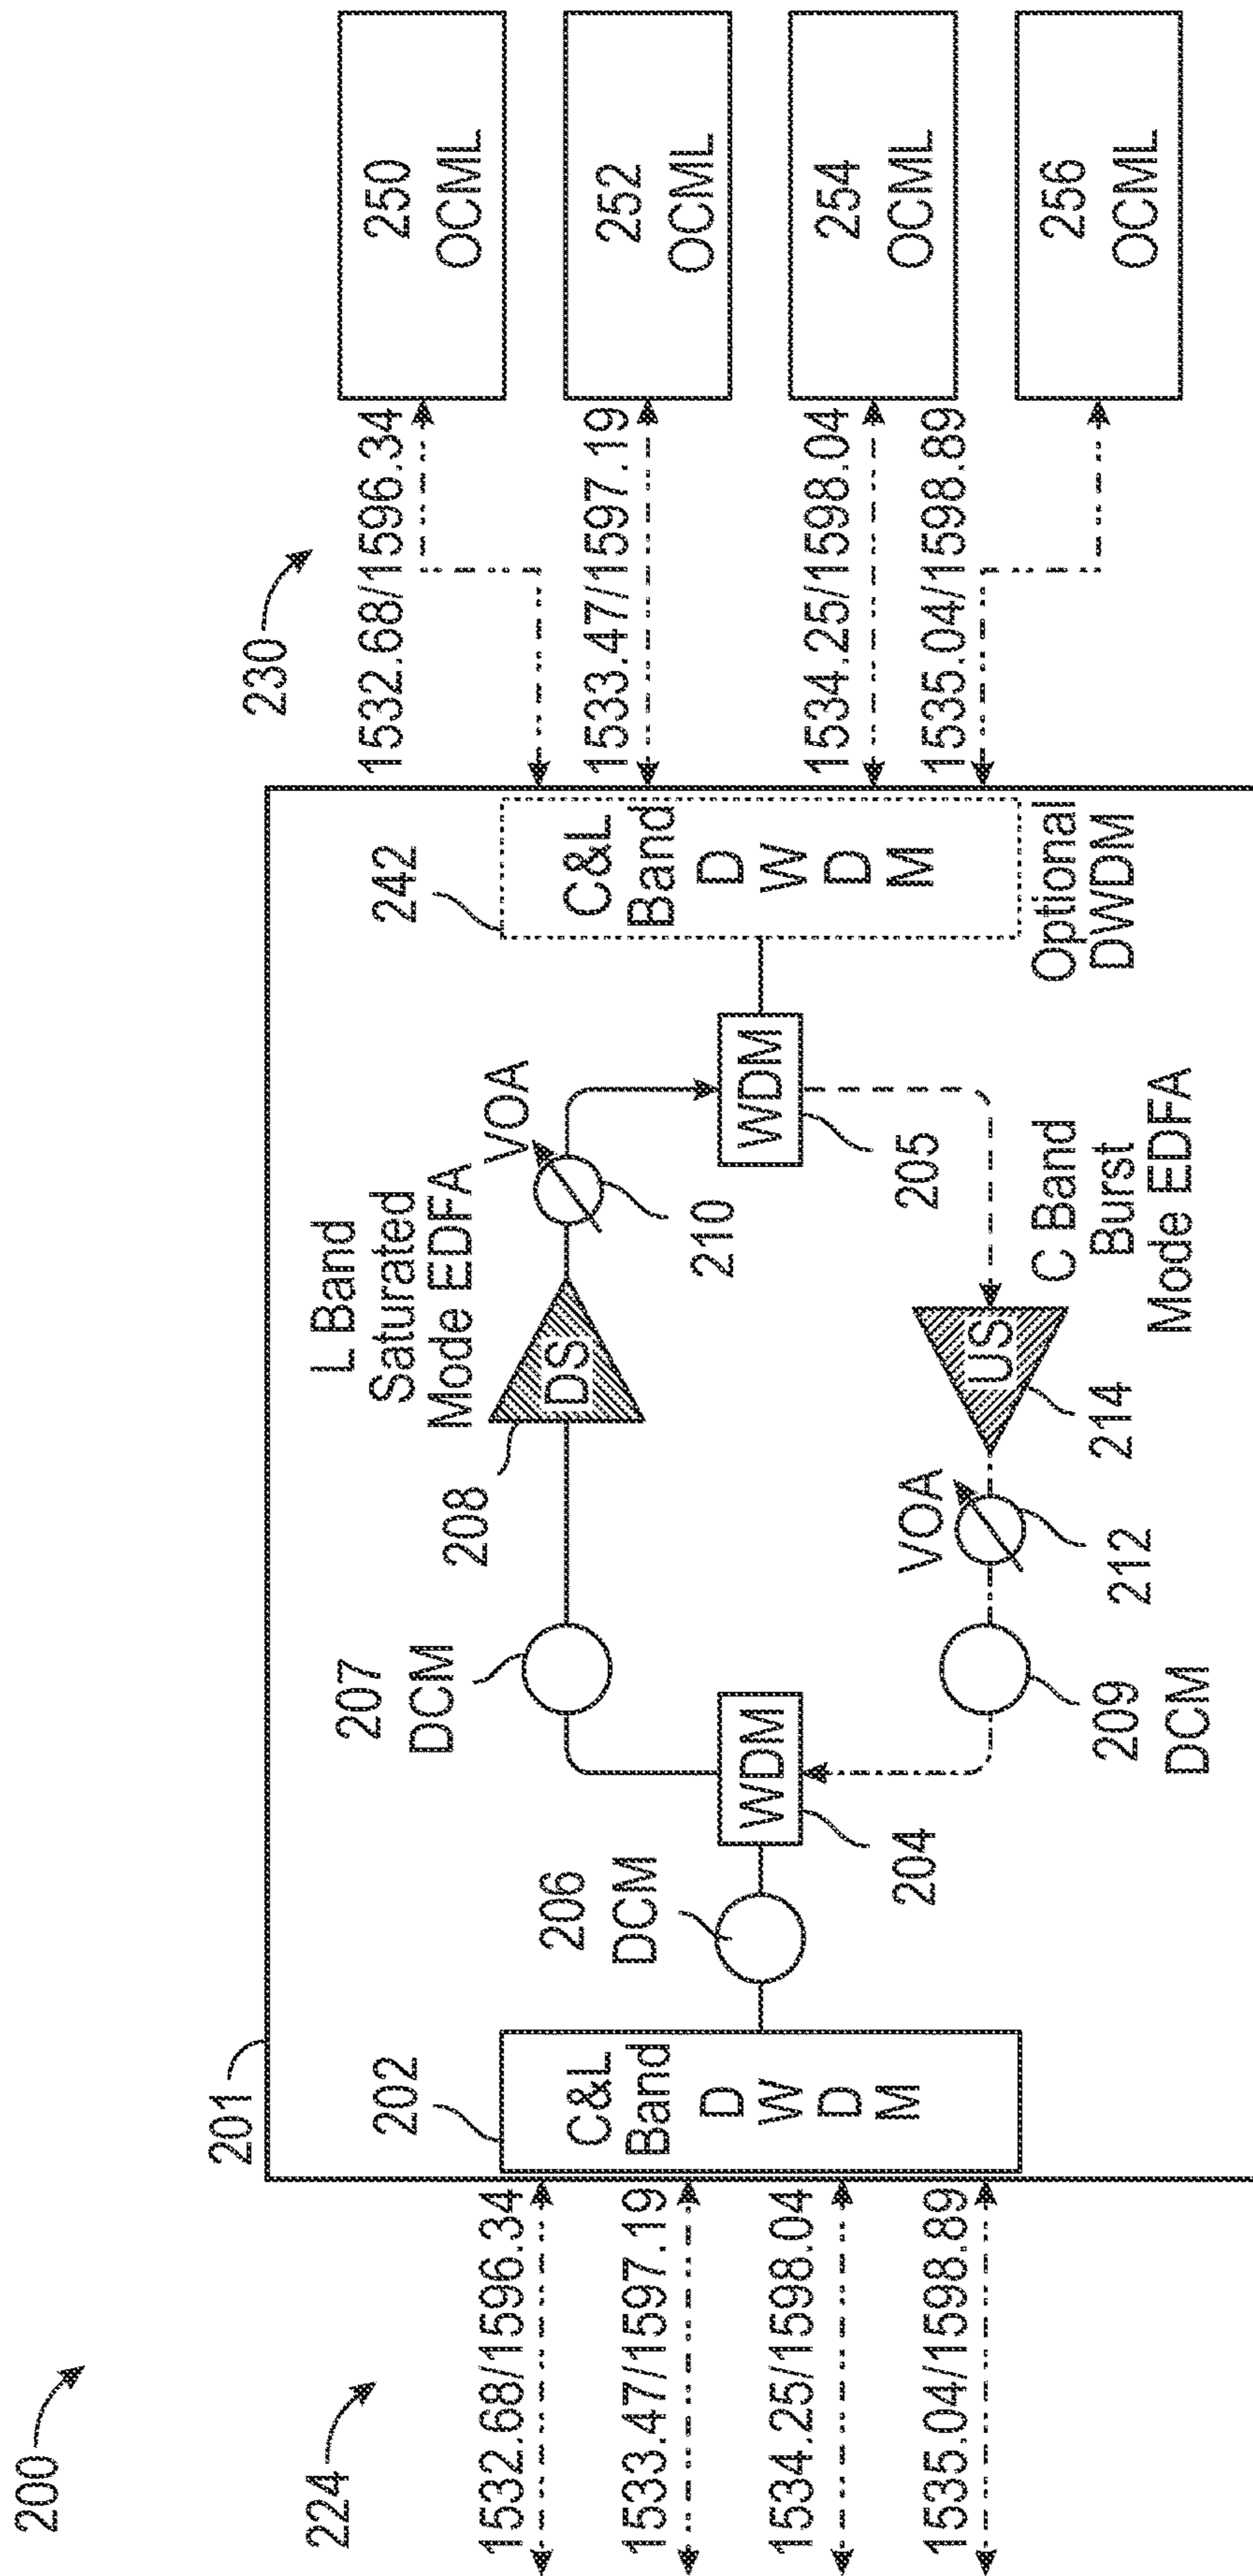 200
224
1532.68/1596.34
1533.47/1597.19
1534.25/1598.04
1535.04/1598.89
201
202
C&L
Band
D
W
D
M
206
DCM
WDM
204
207
DCM
208
L Band
Saturated
Mode EDFA
DS
VOA
210
WDM
205
209
DCM
VOA
212
US
214
C Band
Burst
Mode EDFA
242
C&L
Band
D
W
D
M
Optional
DWDM
230
1532.68/1596.34
1533.47/1597.19
1534.25/1598.04
1535.04/1598.89
250
OCML
252
OCML
254
OCML
256
OCML